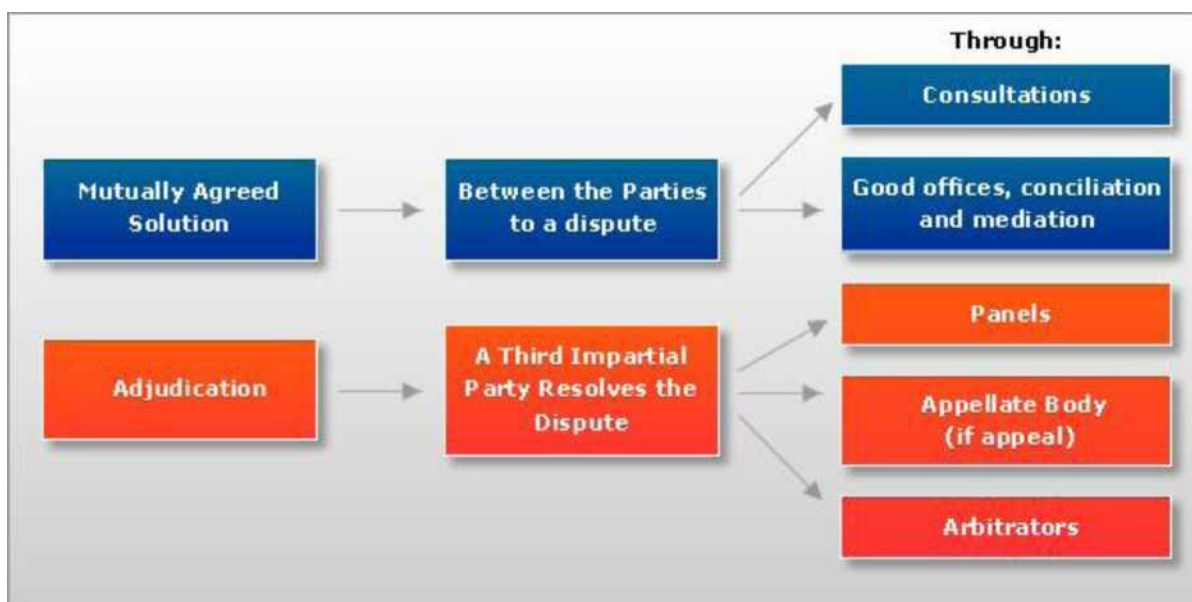 Through:
Consultations
Mutually Agreed
Solution
Between the Parties
to a dispute
Good offices, conciliation
and mediation
Adjudication
A Third Impartial
Party Resolves the
Dispute
Panels
Appellate Body
(if appeal)
Arbitrators